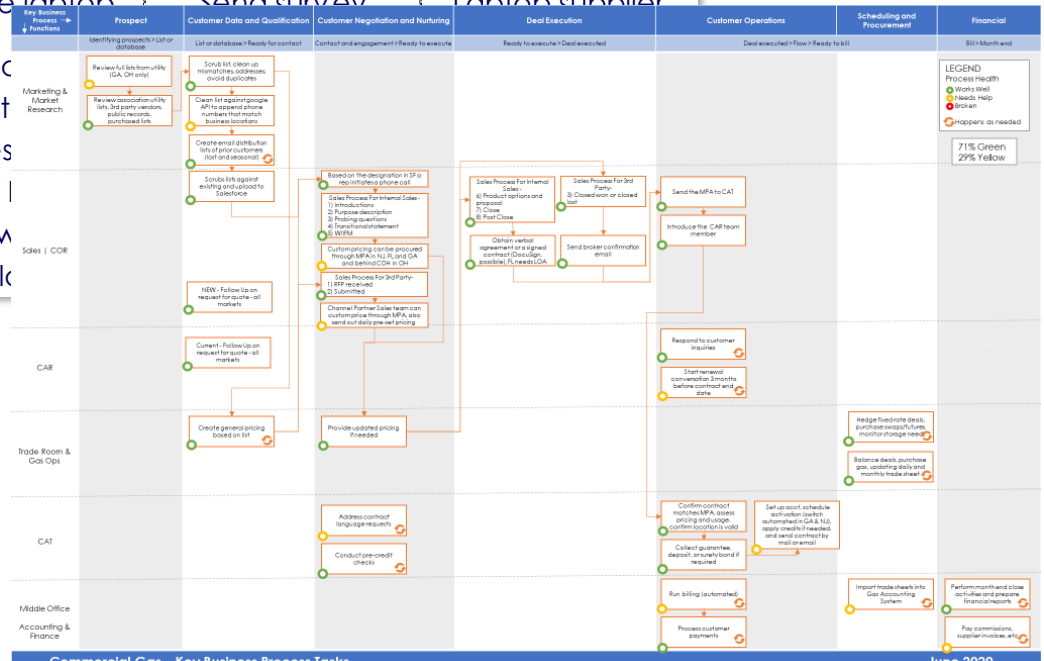 Send survey
Laptop supplier
Key Business
Process
Functions
Prospect
Customer Data and Qualification
Customer Negotiation and Nurturing
Deal Execution
Customer Operations
Scheduling and
Procurement
Financial
Identifying prospects > List or
database
List or database > Ready for contact
Contact and engagement > Ready to execute
Ready to execute > Deal executed
Deal executed > Flow > Ready to bill
Bill > Month end
Marketing &
Market
Research
Review full lists from utility
(GA, OH only)
Review association utility
lists, 3rd party vendors,
public records,
purchased lists
Scrub list, clean up
mismatches, addresses,
avoid duplicates
Clean list against google
API to append phone
numbers that match
business locations
Create email distribution
lists of prior customers
(lost and seasonal)
LEGEND
Process Health
Works Well
Needs Help
Broken
Happens as needed
71% Green
29% Yellow
Sales | COR
Scrubs lists against
existing and upload to
Salesforce
NEW - Follow Up on
request for quote - all
markets
Based on the designation in SF a
rep initiates a phone call
Sales Process For Internal Sales -
1) Introductions
2) Purpose description
3) Probing questions
4) Transitional statement
5) WIIFM
Custom pricing can be procured
through MPA in NJ, FL and GA
and behind COH in OH
Sales Process For 3rd Party-
1) RFP received
2) Submitted
Channel Partner Sales team can
custom price through MPA, also
send out daily pre-set pricing
Sales Process For Internal
Sales -
6) Product options and
proposal
7) Close
8) Post Close
Obtain verbal
agreement or a signed
contract (DocuSign,
possible). FL needs LOA
Sales Process For 3rd
Party-
3) Closed won or closed
lost
Send broker confirmation
email
Send the MPA to CAT
Introduce the CAR team
member
CAR
Current - Follow Up on
request for quote - all
markets
Respond to customer
inquiries
Start renewal
conversation 3 months
before contract end
date
Trade Room &
Gas Ops
Create general pricing
based on list
Provide updated pricing
if needed
Hedge fixed rate deals,
purchase swaps/futures,
monitor storage need
Balance deals, purchase
gas, updating daily and
monthly trade sheet
CAT
Address contract
language requests
Conduct pre-credit
checks
Confirm contract
matches MPA, assess
pricing and usage,
confirm location is valid
Collect guarantee,
deposit, or surety bond if
required
Set up acct, schedule
activation (switch
automated in GA & NJ),
apply credits if needed,
and send contract by
mail or email
Middle Office
Accounting &
Finance
Run billing (automated)
Process customer
payments
Import trade sheets into
Gas Accounting
System
Perform month end close
activities and prepare
financial reports
Pay commissions,
supplier invoices, etc.
Commercial Gas - Key Business Process Tasks
June 2020